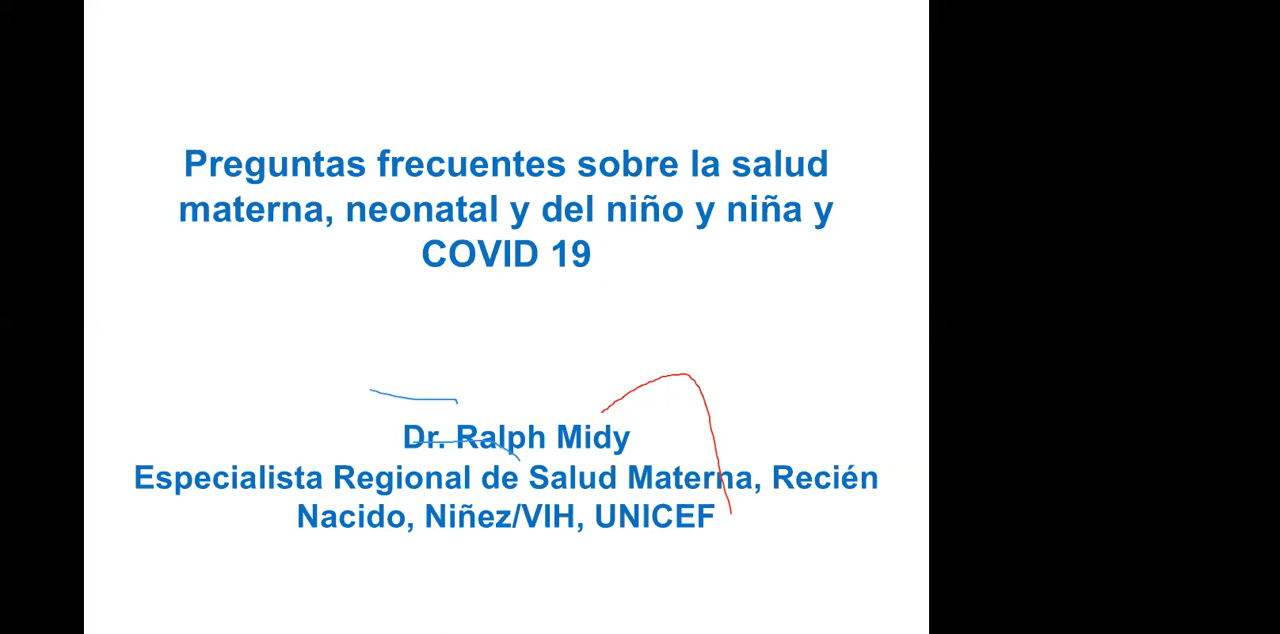 Preguntas frecuentes sobre la salud
materna, neonatal y del niño y niña y
COVID 19
Dr. Ralph Midy
Especialista Regional de Salud Materna, Recién
Nacido, Niñez/VIH, UNICEF